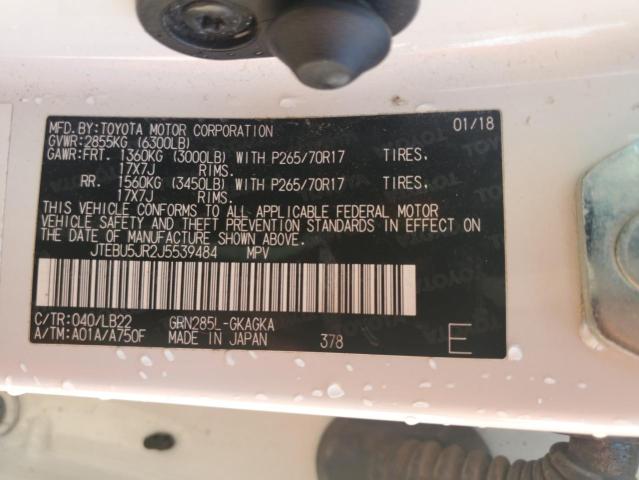 MFD.BY:TOYOTA MOTOR CORPORATION 01/18
GVWR:2855KG (6300LB)
GAWR:FRT. 1360KG (3000LB) WITH P265/70R17 TIRES,
17X7J RIMS.
RR. 1560KG (3450LB) WITH P265/70R17 TIRES,
17X7J RIMS.
THIS VEHICLE CONFORMS TO ALL APPLICABLE FEDERAL MOTOR
VEHICLE SAFETY AND THEFT PREVENTION STANDARDS IN EFFECT ON
THE DATE OF MANUFACTURE SHOWN ABOVE.
JTEBU5JR2J5539484 MPV
C/TR:040/LB22 GRN285L-GKAGKA
A/TM:A01A/A750F MADE IN JAPAN 378 E